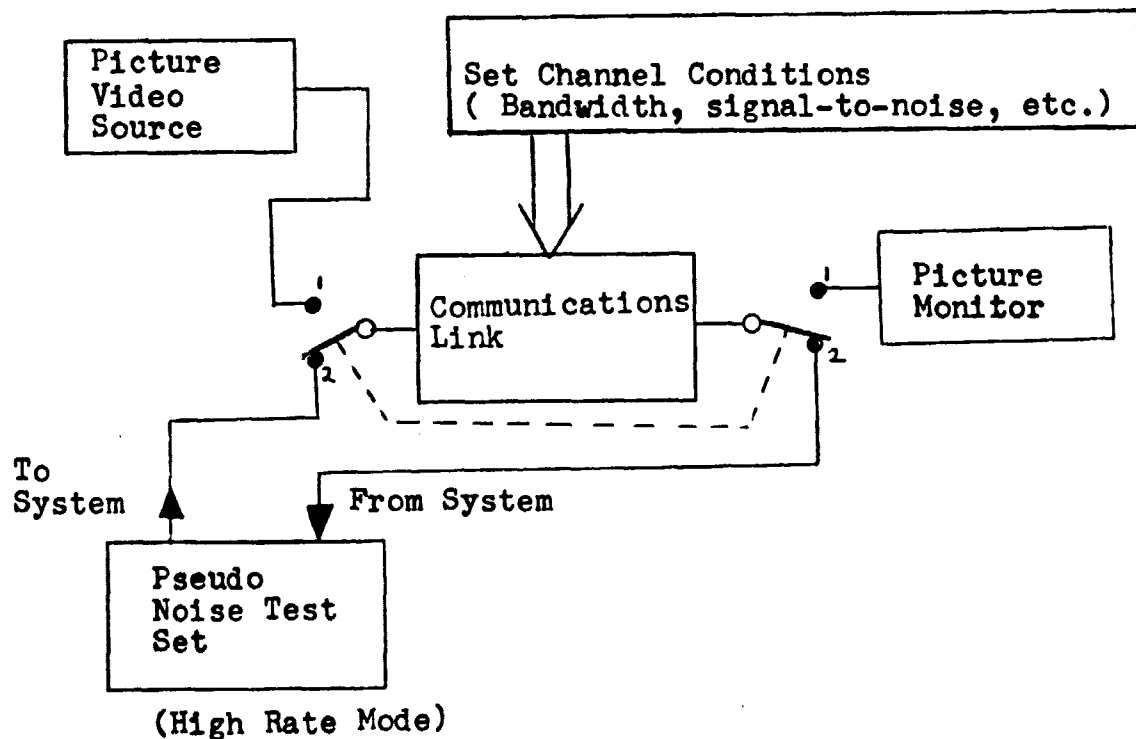 Picture
Video
Source
Set Channel Conditions
( Bandwidth, signal-to-noise, etc.)
1
Communications
Link
1
Picture
Monitor
2
2
To
System
From System
Pseudo
Noise Test
Set
(High Rate Mode)